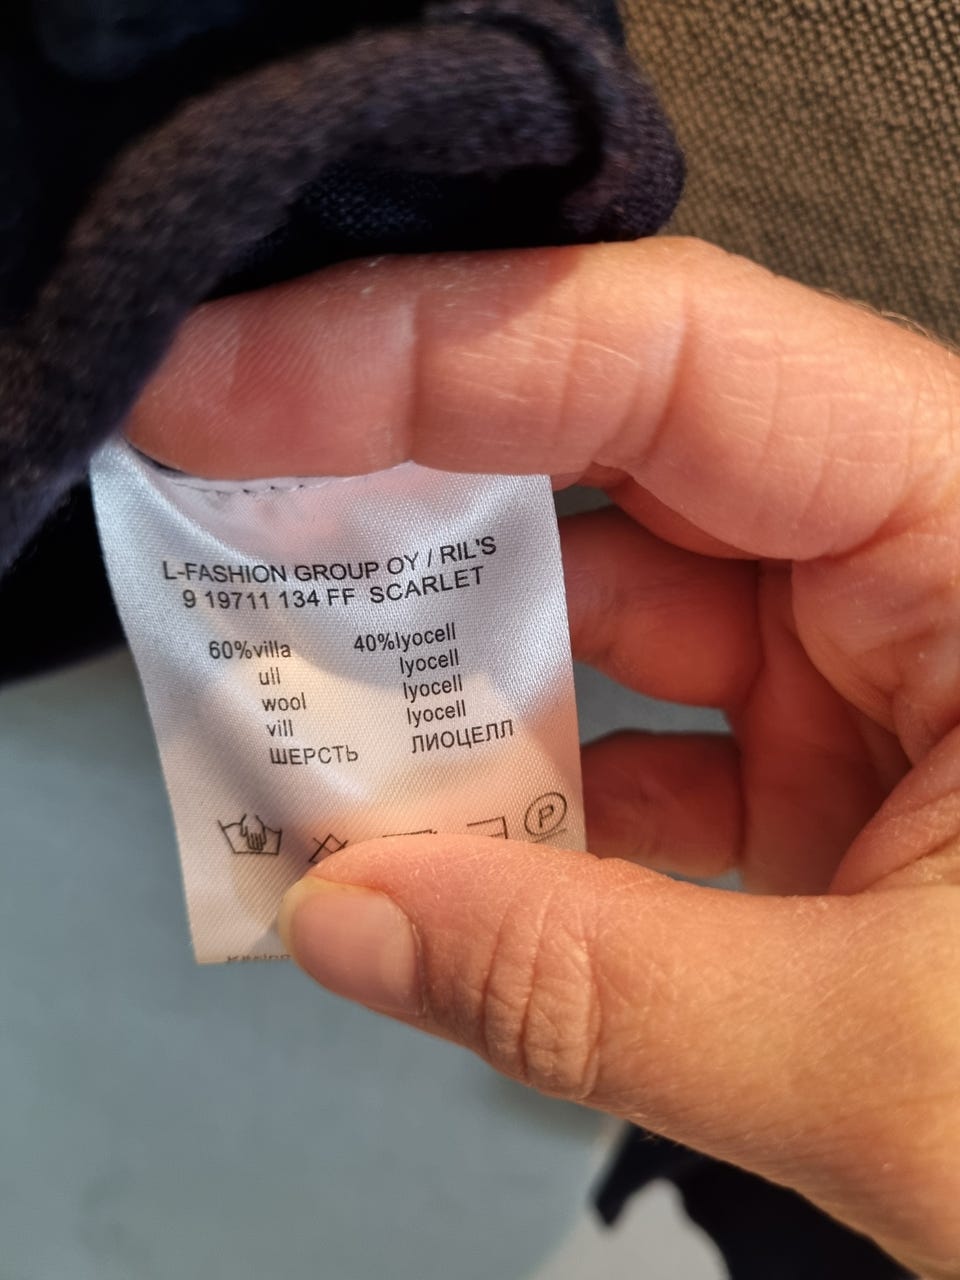 L-FASHION GROUP OY / RIL'S
9 19711 134 FF SCARLET
60%villa 40%lyocell
ull lyocell
wool lyocell
vill lyocell
ШЕРСТЬ ЛИОЦЕЛЛ
P